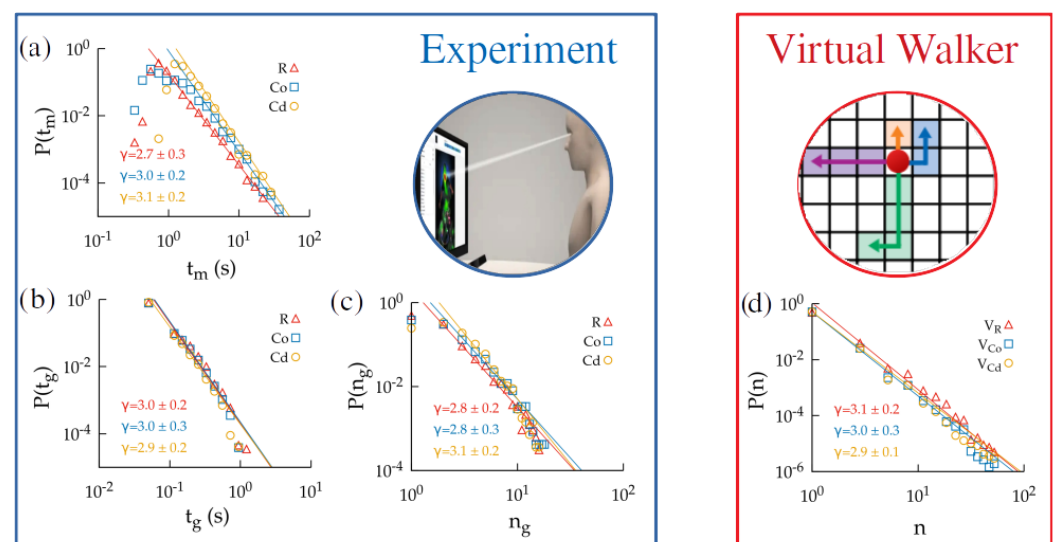 Experiment
Virtual Walker
(a)
10^0
10^-2
10^-4
P(t_m)
R
Co
Cd
γ=2.7 ± 0.3
γ=3.0 ± 0.2
γ=3.1 ± 0.2
10^-1 10^0 10^1 10^2
t_m (s)
(b)
10^0
10^-2
10^-4
P(t_g)
R
Co
Cd
γ=3.0 ± 0.2
γ=3.0 ± 0.3
γ=2.9 ± 0.2
10^-2 10^-1 10^0 10^1
t_g (s)
(c)
10^0
10^-2
10^-4
P(n_g)
R
Co
Cd
γ=2.8 ± 0.2
γ=2.8 ± 0.3
γ=3.1 ± 0.2
10^0 10^1 10^2
n_g
(d)
10^0
10^-2
10^-4
10^-6
P(n)
V_R
V_Co
V_Cd
γ=3.1 ± 0.2
γ=3.0 ± 0.3
γ=2.9 ± 0.1
10^0 10^1 10^2
n